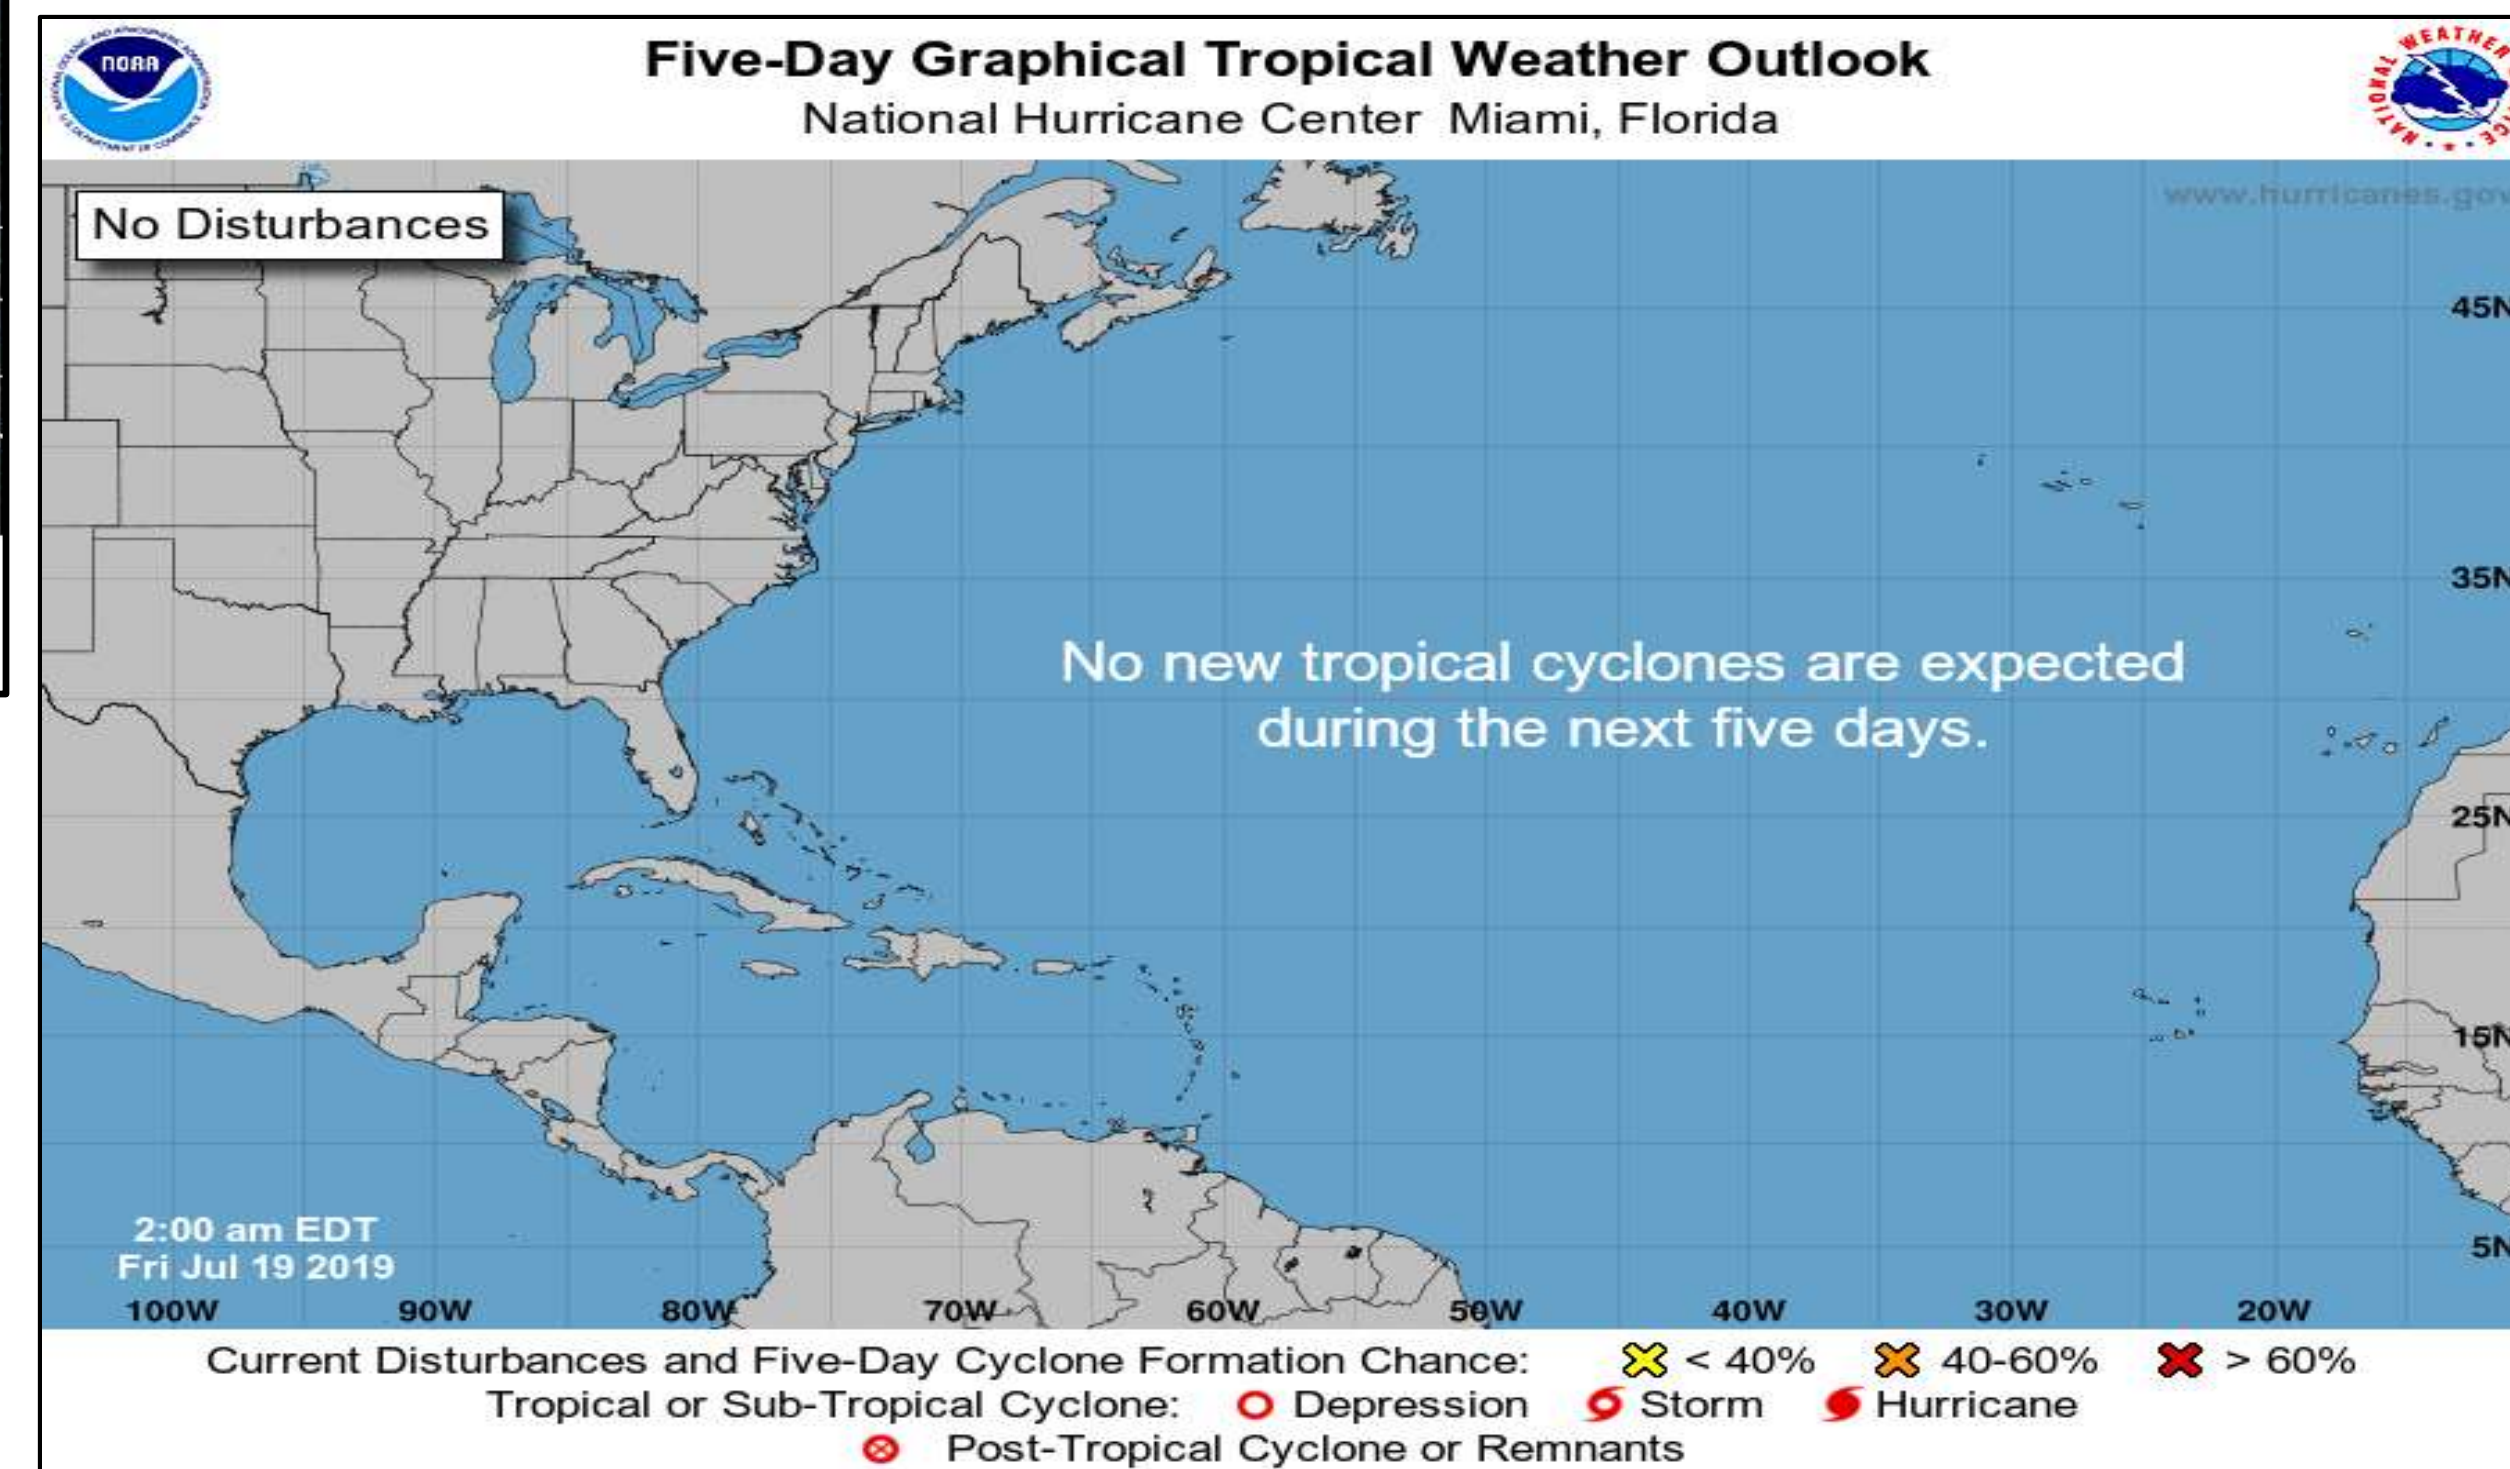 NOAA
Five-Day Graphical Tropical Weather Outlook
National Hurricane Center Miami, Florida
NATIONAL WEATHER
No Disturbances
www.hurricanes.gov
45N
35N
No new tropical cyclones are expected
during the next five days.
25N
15N
2:00 am EDT
Fri Jul 19 2019
5N
100W 90W 80W 70W 60W 50W 40W 30W 20W
Current Disturbances and Five-Day Cyclone Formation Chance: < 40% 40-60% > 60%
Tropical or Sub-Tropical Cyclone: Depression Storm Hurricane
Post-Tropical Cyclone or Remnants